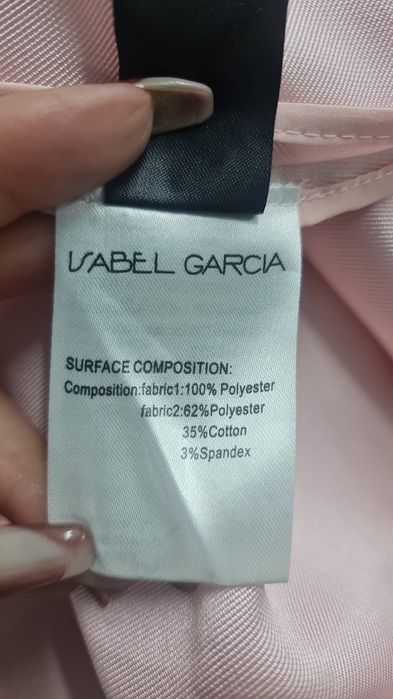 ISABEL GARCIA
SURFACE COMPOSITION:
Composition:fabric1:100% Polyester
fabric2:62%Polyester
35%Cotton
3%Spandex